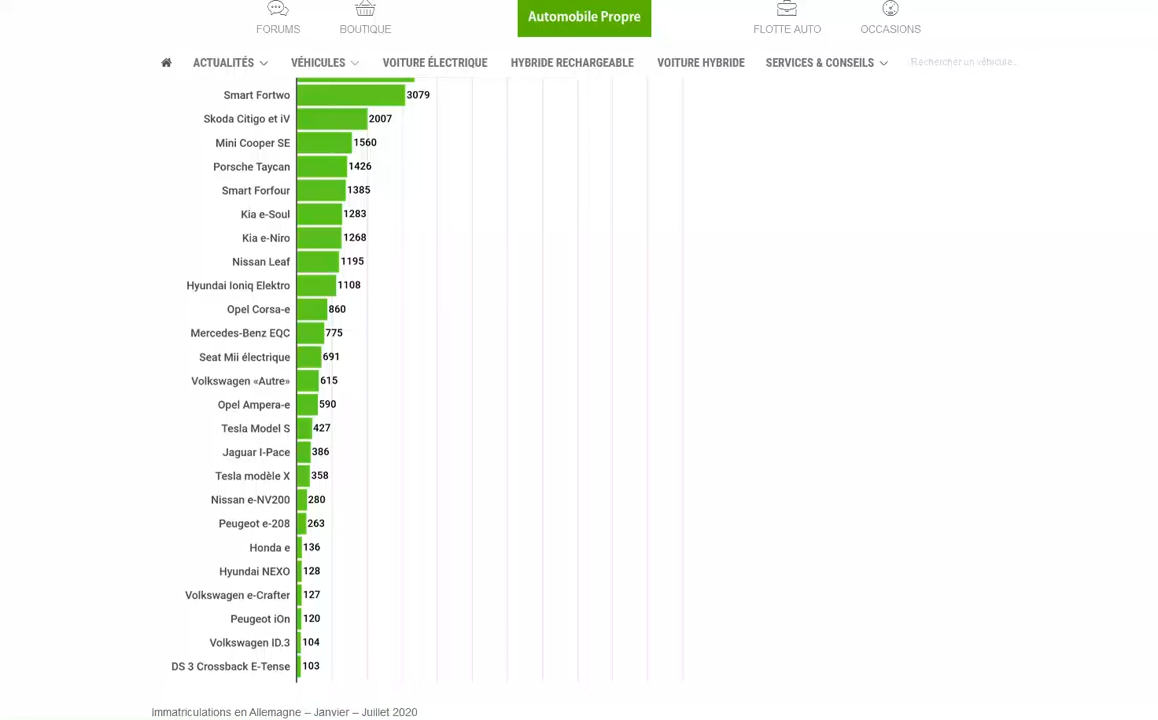 FORUMS
BOUTIQUE
Automobile Propre
FLOTTE AUTO
OCCASIONS
ACTUALITÉS
VÉHICULES
VOITURE ÉLECTRIQUE
HYBRIDE RECHARGEABLE
VOITURE HYBRIDE
SERVICES & CONSEILS
Rechercher un véhicule...
Smart Fortwo 3079
Skoda Citigo et iV 2007
Mini Cooper SE 1560
Porsche Taycan 1426
Smart Forfour 1385
Kia e-Soul 1283
Kia e-Niro 1268
Nissan Leaf 1195
Hyundai Ioniq Elektro 1108
Opel Corsa-e 860
Mercedes-Benz EQC 775
Seat Mii électrique 691
Volkswagen «Autre» 615
Opel Ampera-e 590
Tesla Model S 427
Jaguar I-Pace 386
Tesla modèle X 358
Nissan e-NV200 280
Peugeot e-208 263
Honda e 136
Hyundai NEXO 128
Volkswagen e-Crafter 127
Peugeot iOn 120
Volkswagen ID.3 104
DS 3 Crossback E-Tense 103
immatriculations en Allemagne – Janvier – Juillet 2020